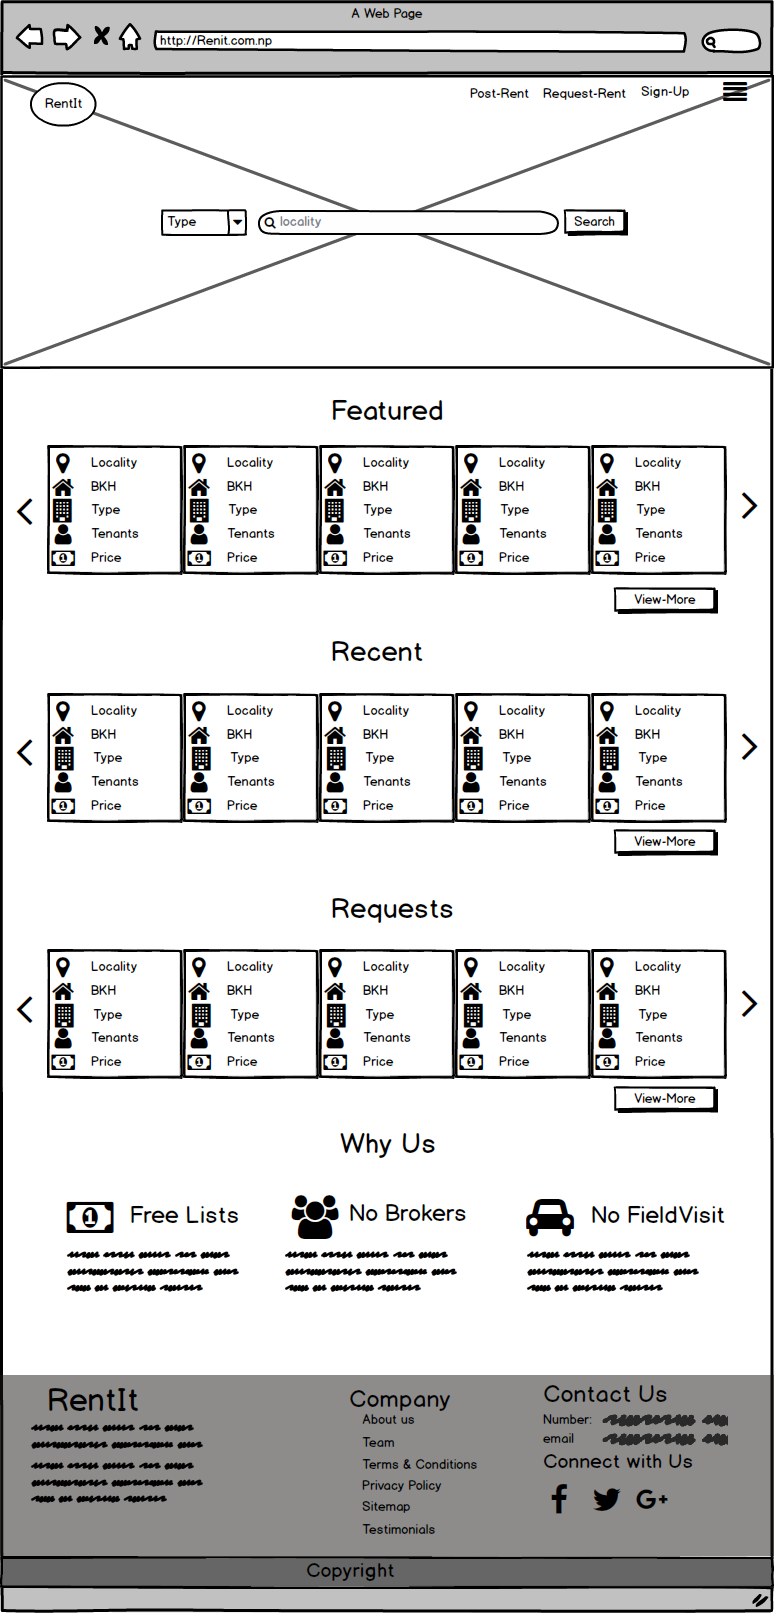 A Web Page
http://Renit.com.np
RentIt
Post-Rent Request-Rent Sign-Up
Type locality Search
Featured
Locality Locality Locality Locality Locality
BKH BKH BKH BKH BKH
Type Type Type Type Type
Tenants Tenants Tenants Tenants Tenants
Price Price Price Price Price
View-More
Recent
Locality Locality Locality Locality Locality
BKH BKH BKH BKH BKH
Type Type Type Type Type
Tenants Tenants Tenants Tenants Tenants
Price Price Price Price Price
View-More
Requests
Locality Locality Locality Locality Locality
BKH BKH BKH BKH BKH
Type Type Type Type Type
Tenants Tenants Tenants Tenants Tenants
Price Price Price Price Price
View-More
Why Us
Free Lists No Brokers No FieldVisit
RentIt
Company
About us
Team
Terms & Conditions
Privacy Policy
Sitemap
Testimonials
Contact Us
Number:
email
Connect with Us
Copyright